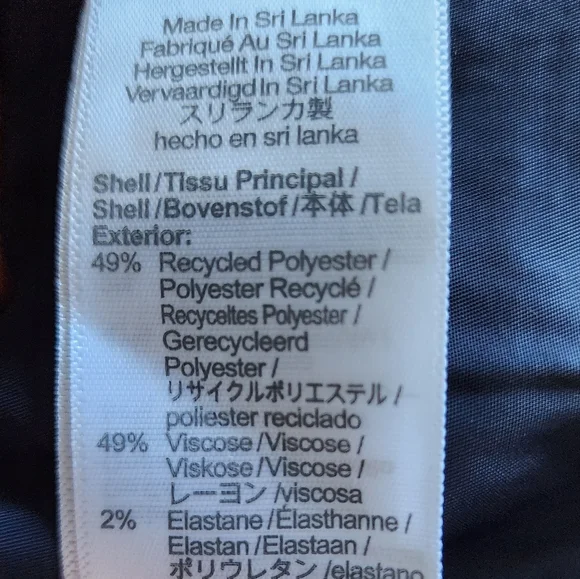 Made In Sri Lanka
Fabriqué Au Sri Lanka
Hergestellt In Sri Lanka
Vervaardigd In Sri Lanka
スリランカ製
hecho en sri lanka
Shell/Tissu Principal/
Shell/Bovenstof/本体/Tela
Exterior:
49% Recycled Polyester/
Polyester Recyclé/
Recyceltes Polyester/
Gerecycleerd
Polyester/
リサイクルポリエステル/
poliester reciclado
49% Viscose/Viscose/
Viskose/Viscose/
レーヨン/viscosa
2% Elastane/Élasthanne/
Elastan/Elastaan/
ポリウレタン/elastano